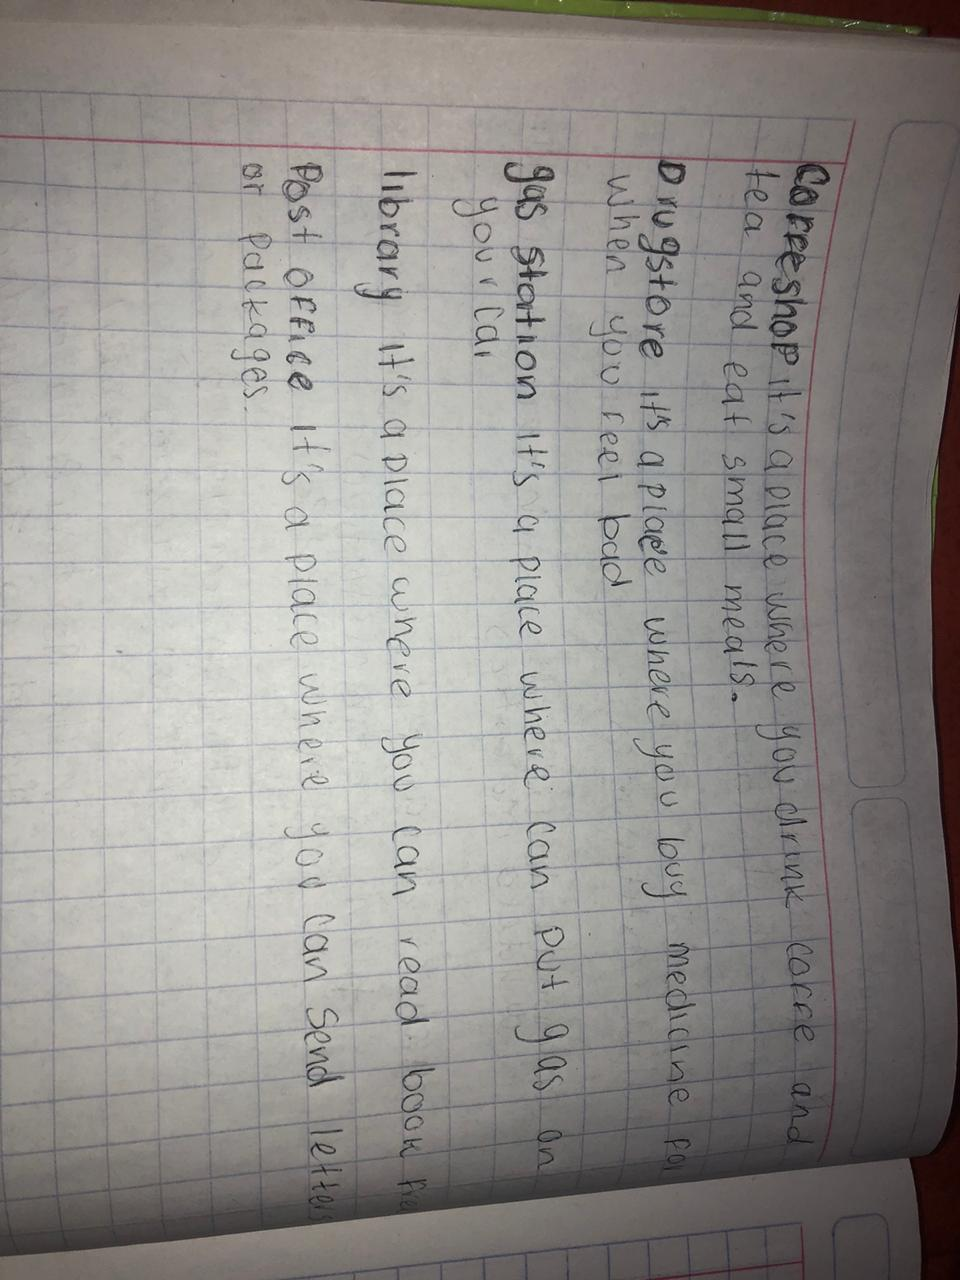 Coffeeshop it's a place where you drink coffe and
tea and eat small meals.
Drugstore it's a place where you buy medicine for
when you feel bad
gas station it's a place where can put gas on
your car
library it's a place where you can read book free
Post office it's a place where you can send letters
or packages.